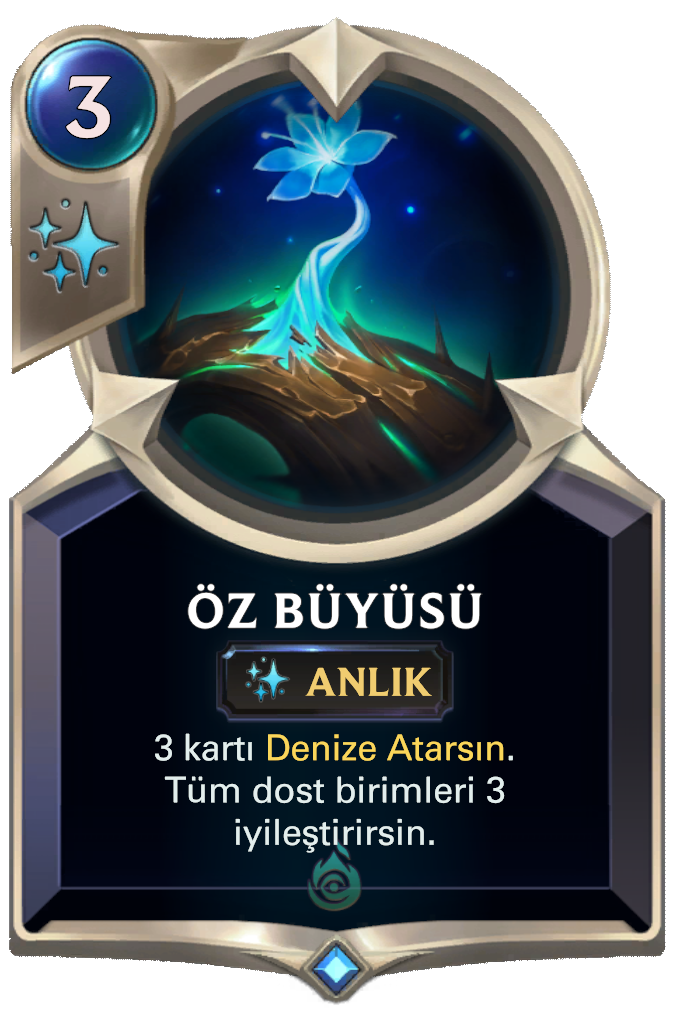 3
ÖZ BÜYÜSÜ
ANLIK
3 kartı Denize Atarsın.
Tüm dost birimleri 3
iyileştirirsin.